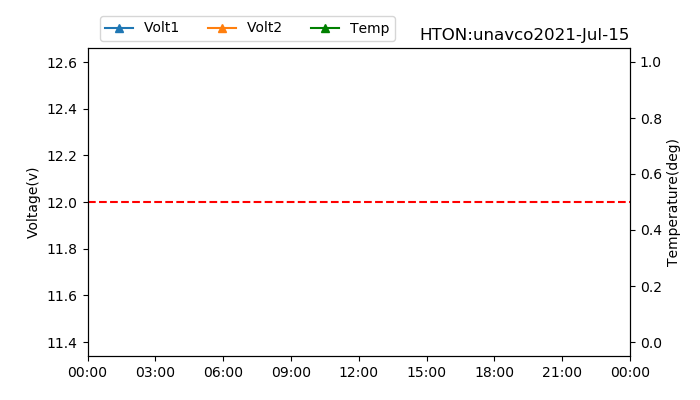 Volt1 Volt2 Temp
HTON:unavco2021-Jul-15
12.6
12.4
12.2
12.0
11.8
11.6
11.4
Voltage(v)
1.0
0.8
0.6
0.4
0.2
0.0
Temperature(deg)
00:00 03:00 06:00 09:00 12:00 15:00 18:00 21:00 00:00